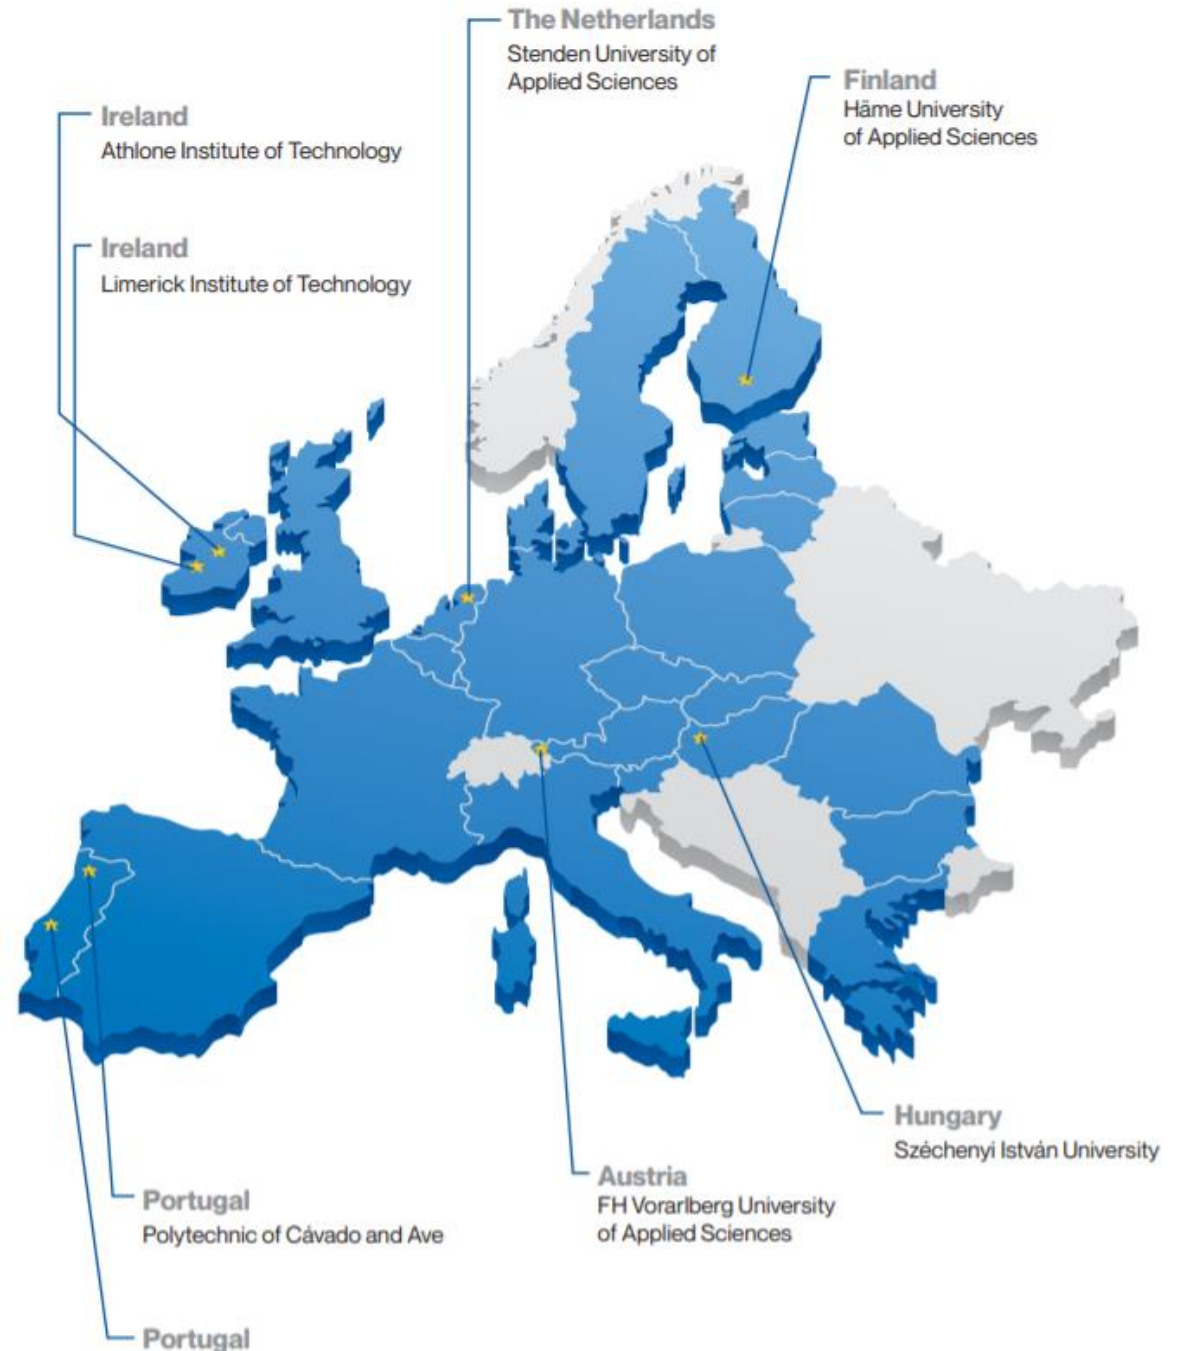 The Netherlands
Stenden University of
Applied Sciences
Finland
Häme University
of Applied Sciences
Ireland
Athlone Institute of Technology
Ireland
Limerick Institute of Technology
Hungary
Széchenyi István University
Austria
FH Vorarlberg University
of Applied Sciences
Portugal
Polytechnic of Cávado and Ave
Portugal